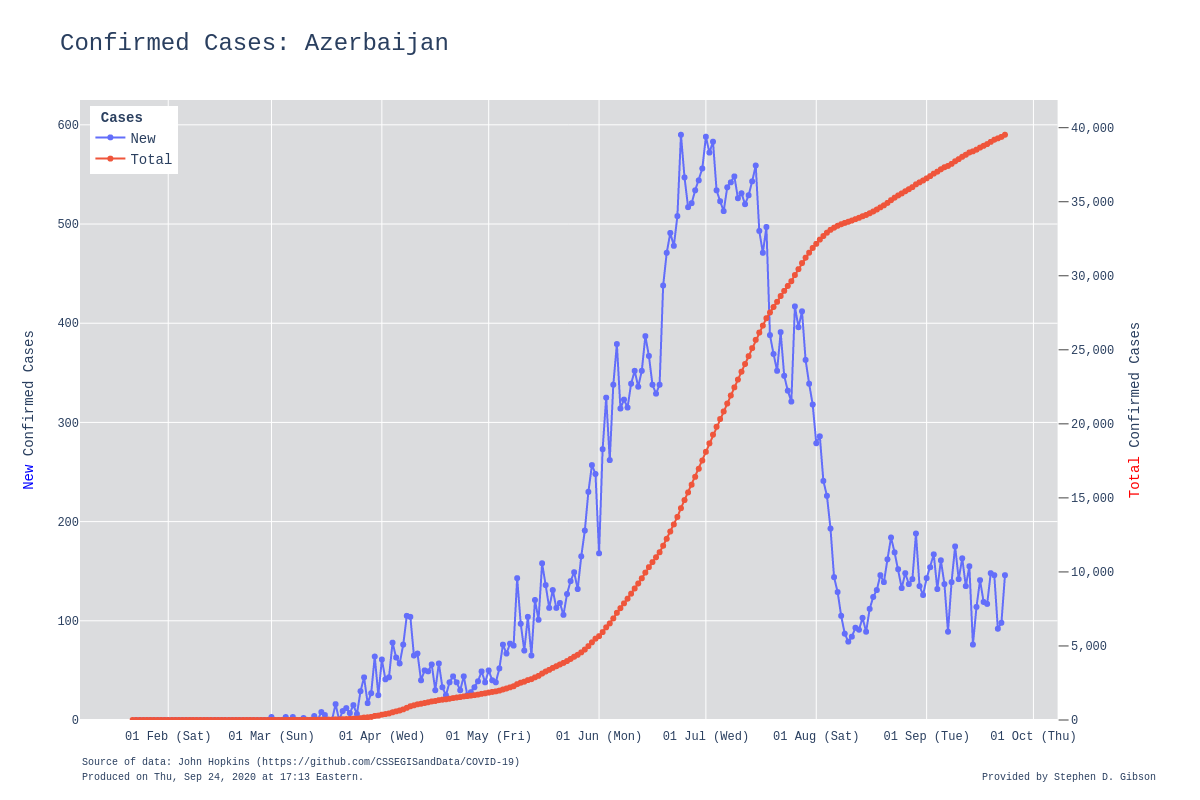 Confirmed Cases: Azerbaijan
Cases
New
Total
600
500
400
300
200
100
0
New Confirmed Cases
40,000
35,000
30,000
25,000
20,000
15,000
10,000
5,000
0
Total Confirmed Cases
01 Feb (Sat) 01 Mar (Sun) 01 Apr (Wed) 01 May (Fri) 01 Jun (Mon) 01 Jul (Wed) 01 Aug (Sat) 01 Sep (Tue) 01 Oct (Thu)
Source of data: John Hopkins (https://github.com/CSSEGISandData/COVID-19)
Produced on Thu, Sep 24, 2020 at 17:13 Eastern.
Provided by Stephen D. Gibson